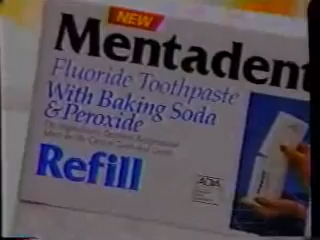 NEW
Mentadent
Fluoride Toothpaste
With Baking Soda
& Peroxide
Refill
ADA